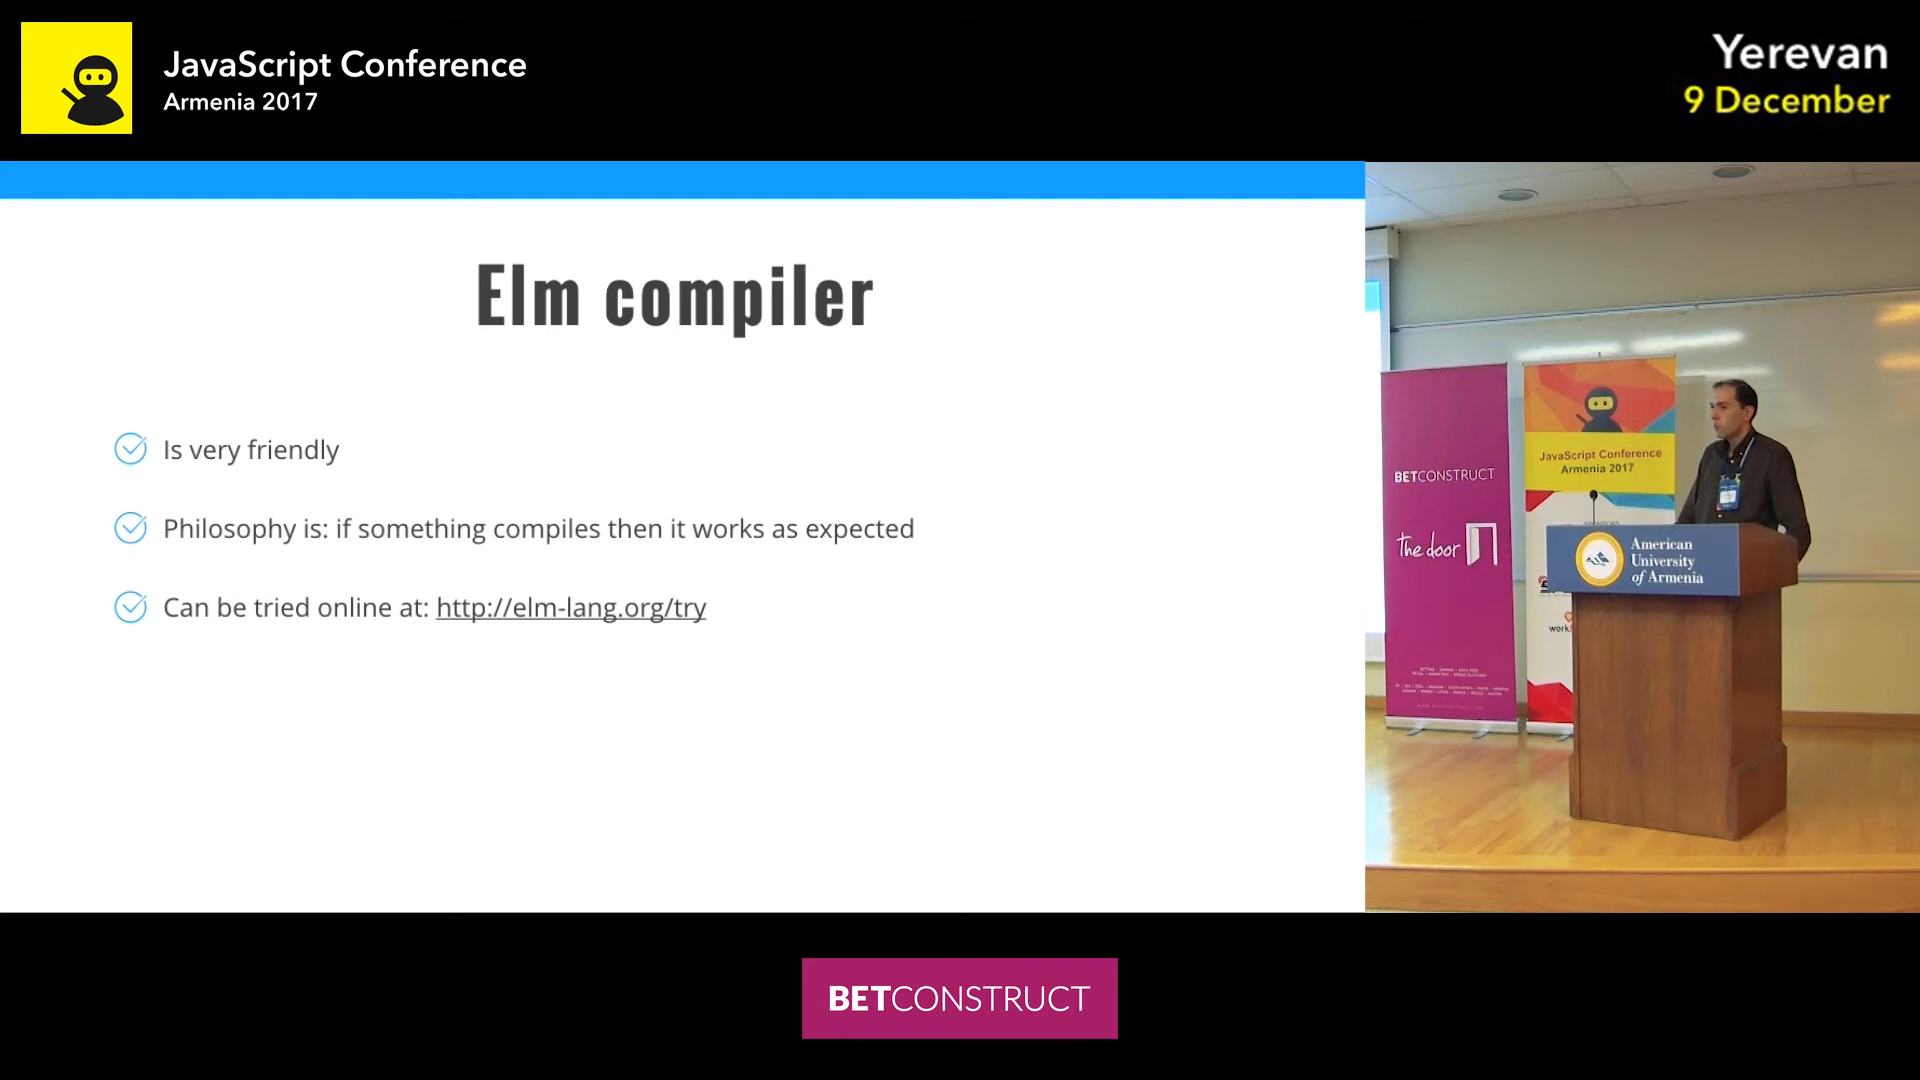 JavaScript Conference
Armenia 2017
Yerevan
9 December
Elm compiler
Is very friendly
Philosophy is: if something compiles then it works as expected
Can be tried online at: http://elm-lang.org/try
BETCONSTRUCT
the door
JavaScript Conference
Armenia 2017
American
University
of Armenia
BETCONSTRUCT